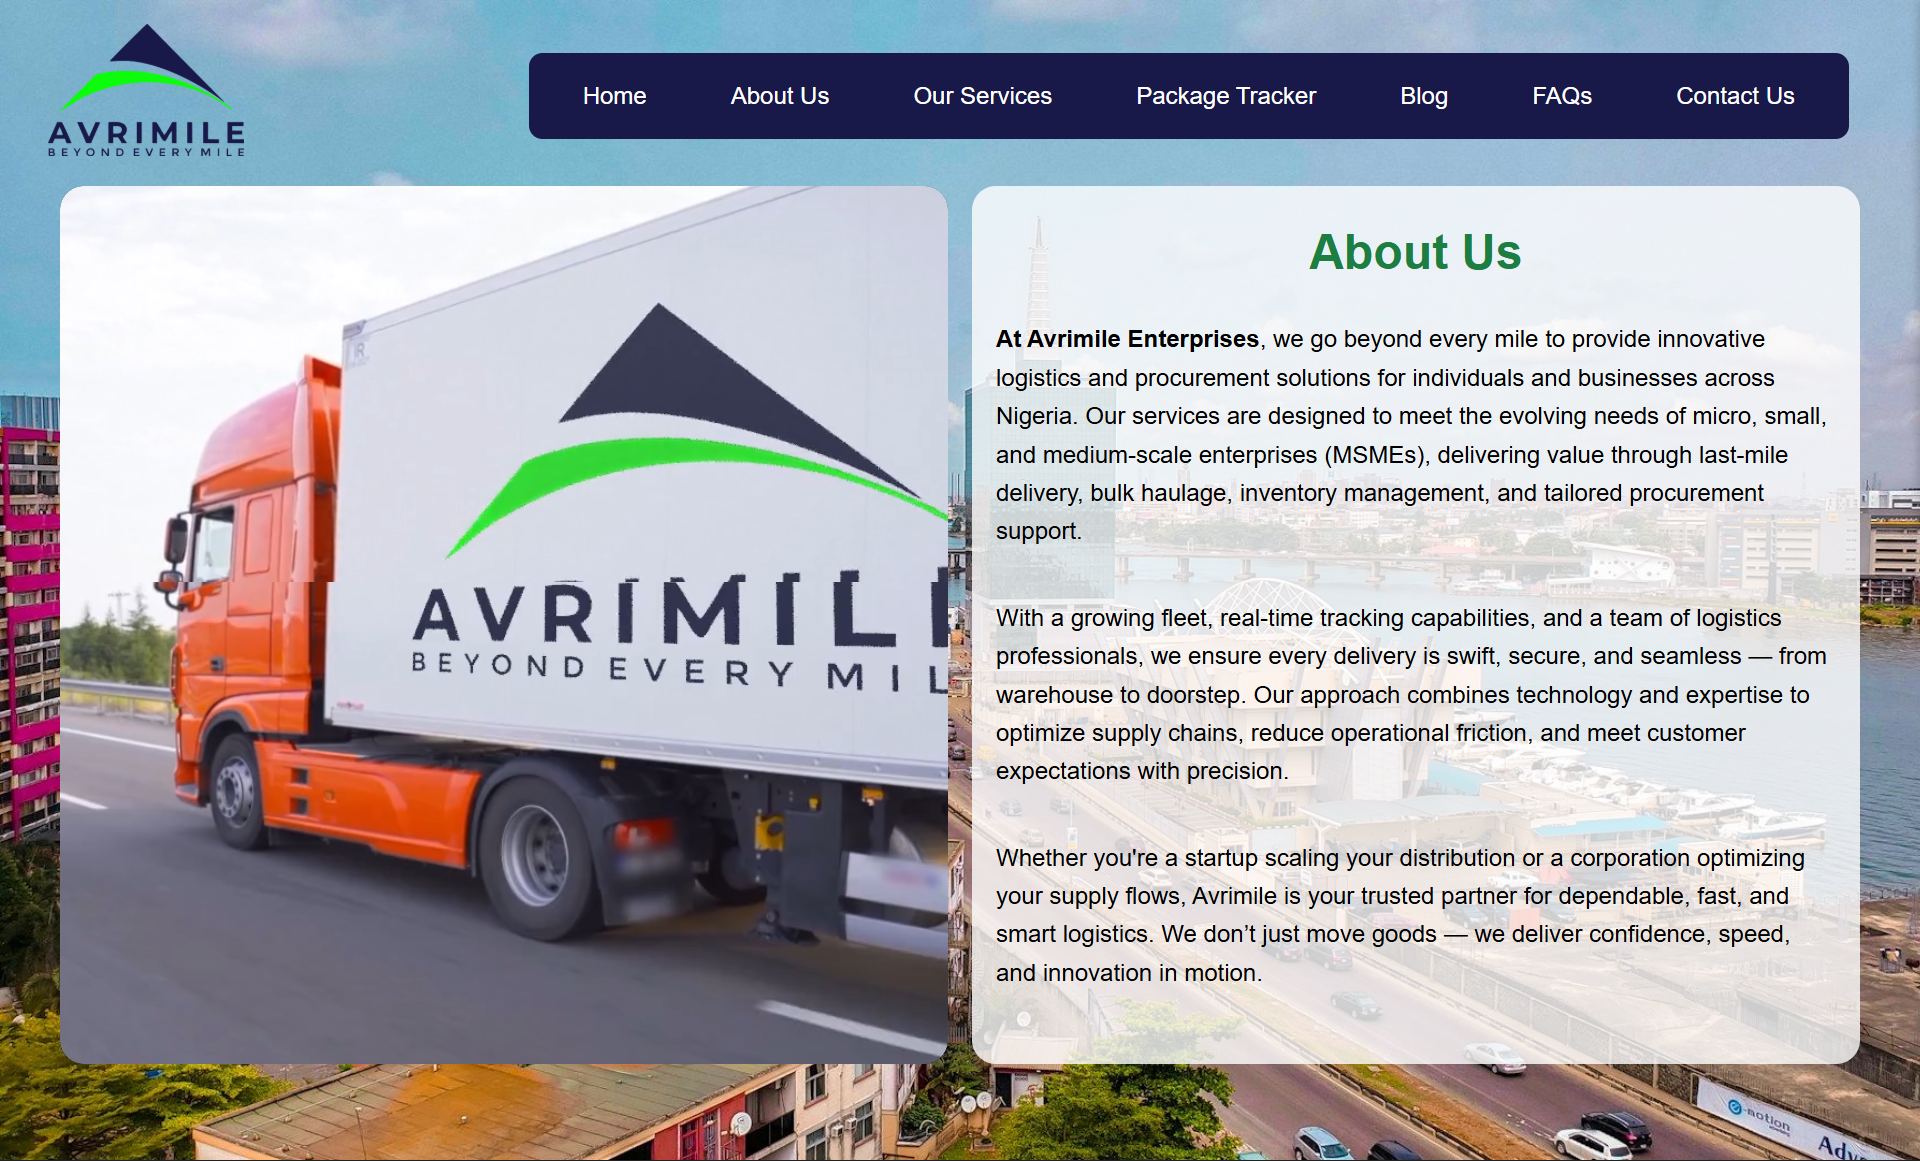 AVRIMILE
BEYOND EVERY MILE
Home About Us Our Services Package Tracker Blog FAQs Contact Us
AVRIMILE
BEYOND EVERY MIL
About Us
At Avrimile Enterprises, we go beyond every mile to provide innovative
logistics and procurement solutions for individuals and businesses across
Nigeria. Our services are designed to meet the evolving needs of micro, small,
and medium-scale enterprises (MSMEs), delivering value through last-mile
delivery, bulk haulage, inventory management, and tailored procurement
support.
With a growing fleet, real-time tracking capabilities, and a team of logistics
professionals, we ensure every delivery is swift, secure, and seamless — from
warehouse to doorstep. Our approach combines technology and expertise to
optimize supply chains, reduce operational friction, and meet customer
expectations with precision.
Whether you're a startup scaling your distribution or a corporation optimizing
your supply flows, Avrimile is your trusted partner for dependable, fast, and
smart logistics. We don’t just move goods — we deliver confidence, speed,
and innovation in motion.
e-motion
Adv